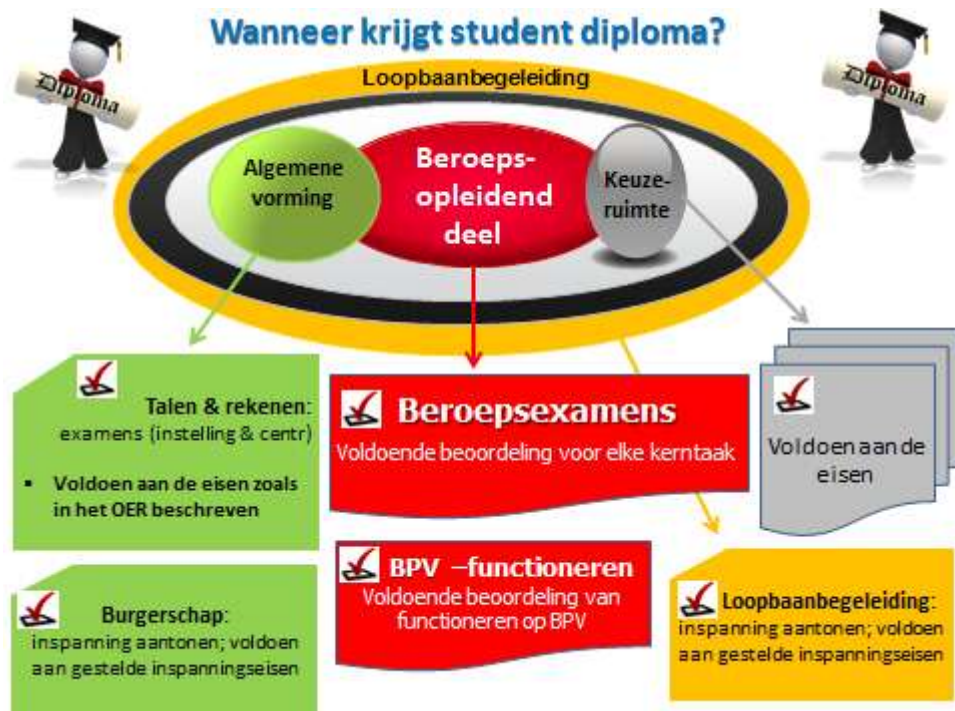 Wanneer krijgt student diploma?
Diploma
Diploma
Loopbaanbegeleiding
Algemene
vorming
Beroeps-
opleidend
deel
Keuze-
ruimte
Talen & rekenen:
examens (instelling & centr)
▪ Voldoen aan de eisen zoals
in het OER beschreven
Beroepsexamens
Voldoende beoordeling voor elke kerntaak
Voldoen aan de
eisen
Burgerschap:
inspanning aantonen; voldoen
aan gestelde inspanningseisen
BPV –functioneren
Voldoende beoordeling van
functioneren op BPV
Loopbaanbegeleiding:
inspanning aantonen; voldoen
aan gestelde inspanningseisen